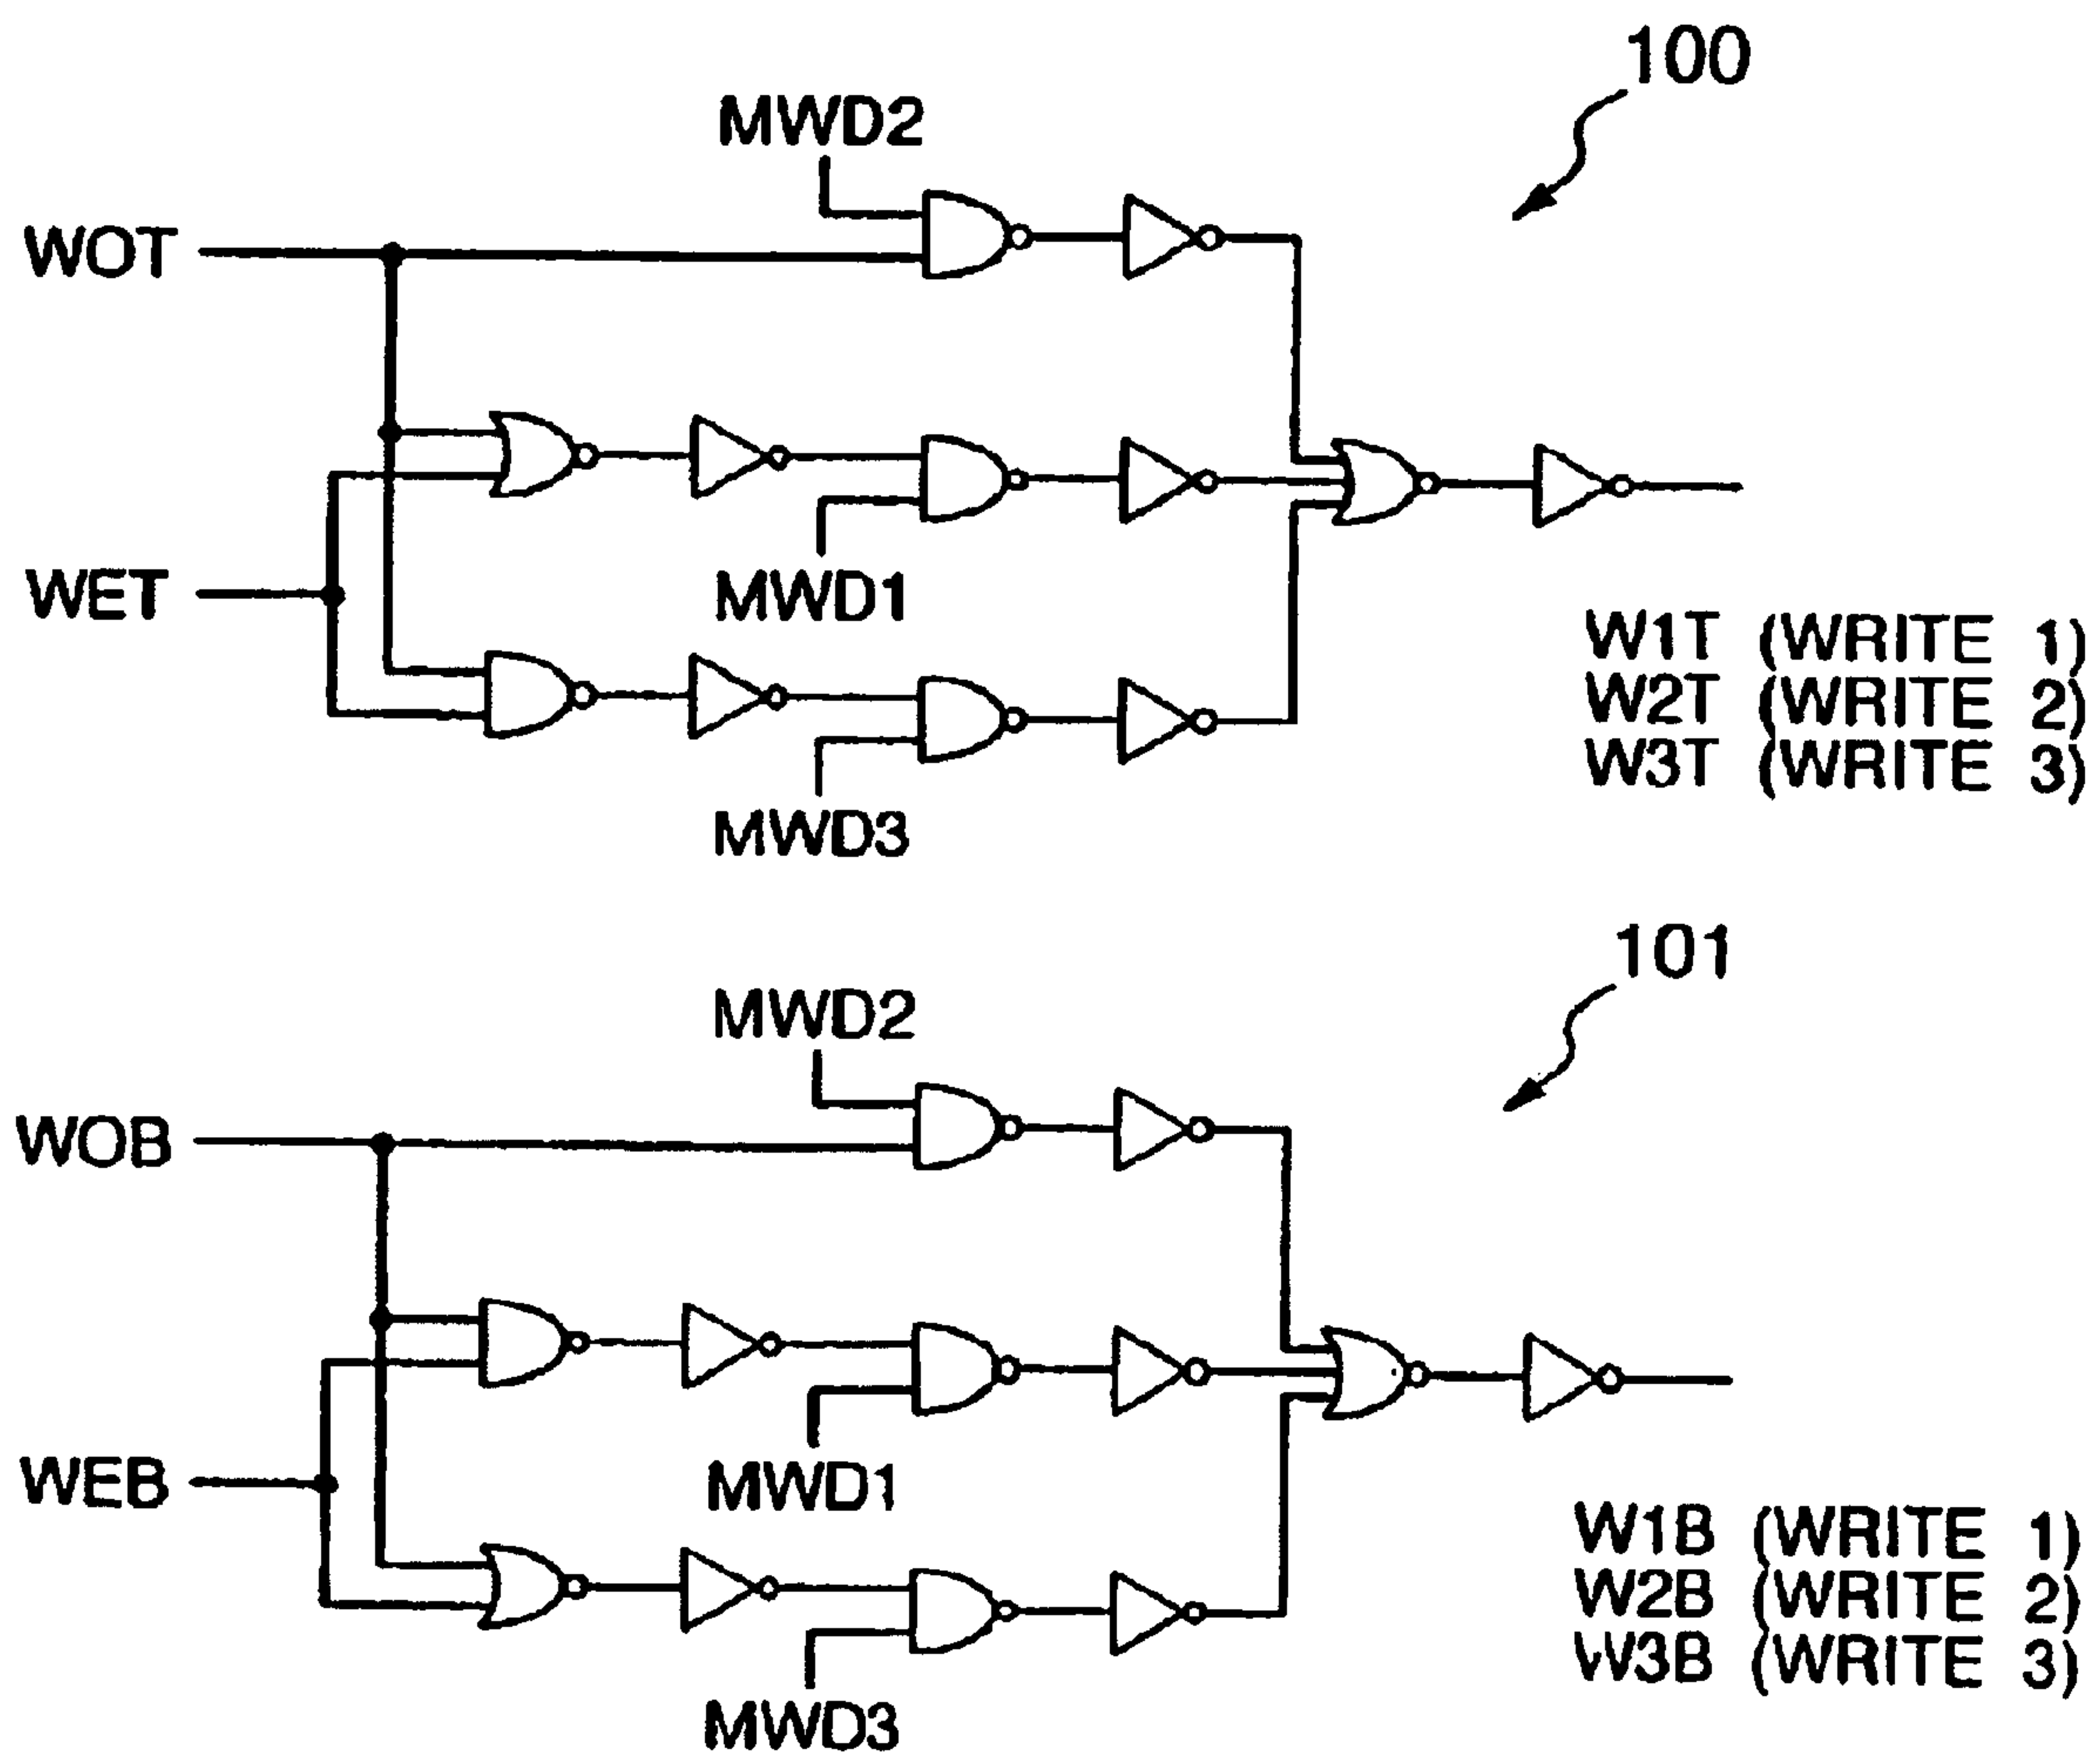 100
MWD2
WOT
MWD1
WET
W1T (WRITE 1)
W2T (WRITE 2)
W3T (WRITE 3)
MWD3
101
MWD2
WOB
MWD1
WEB
W1B (WRITE 1)
W2B (WRITE 2)
W3B (WRITE 3)
MWD3